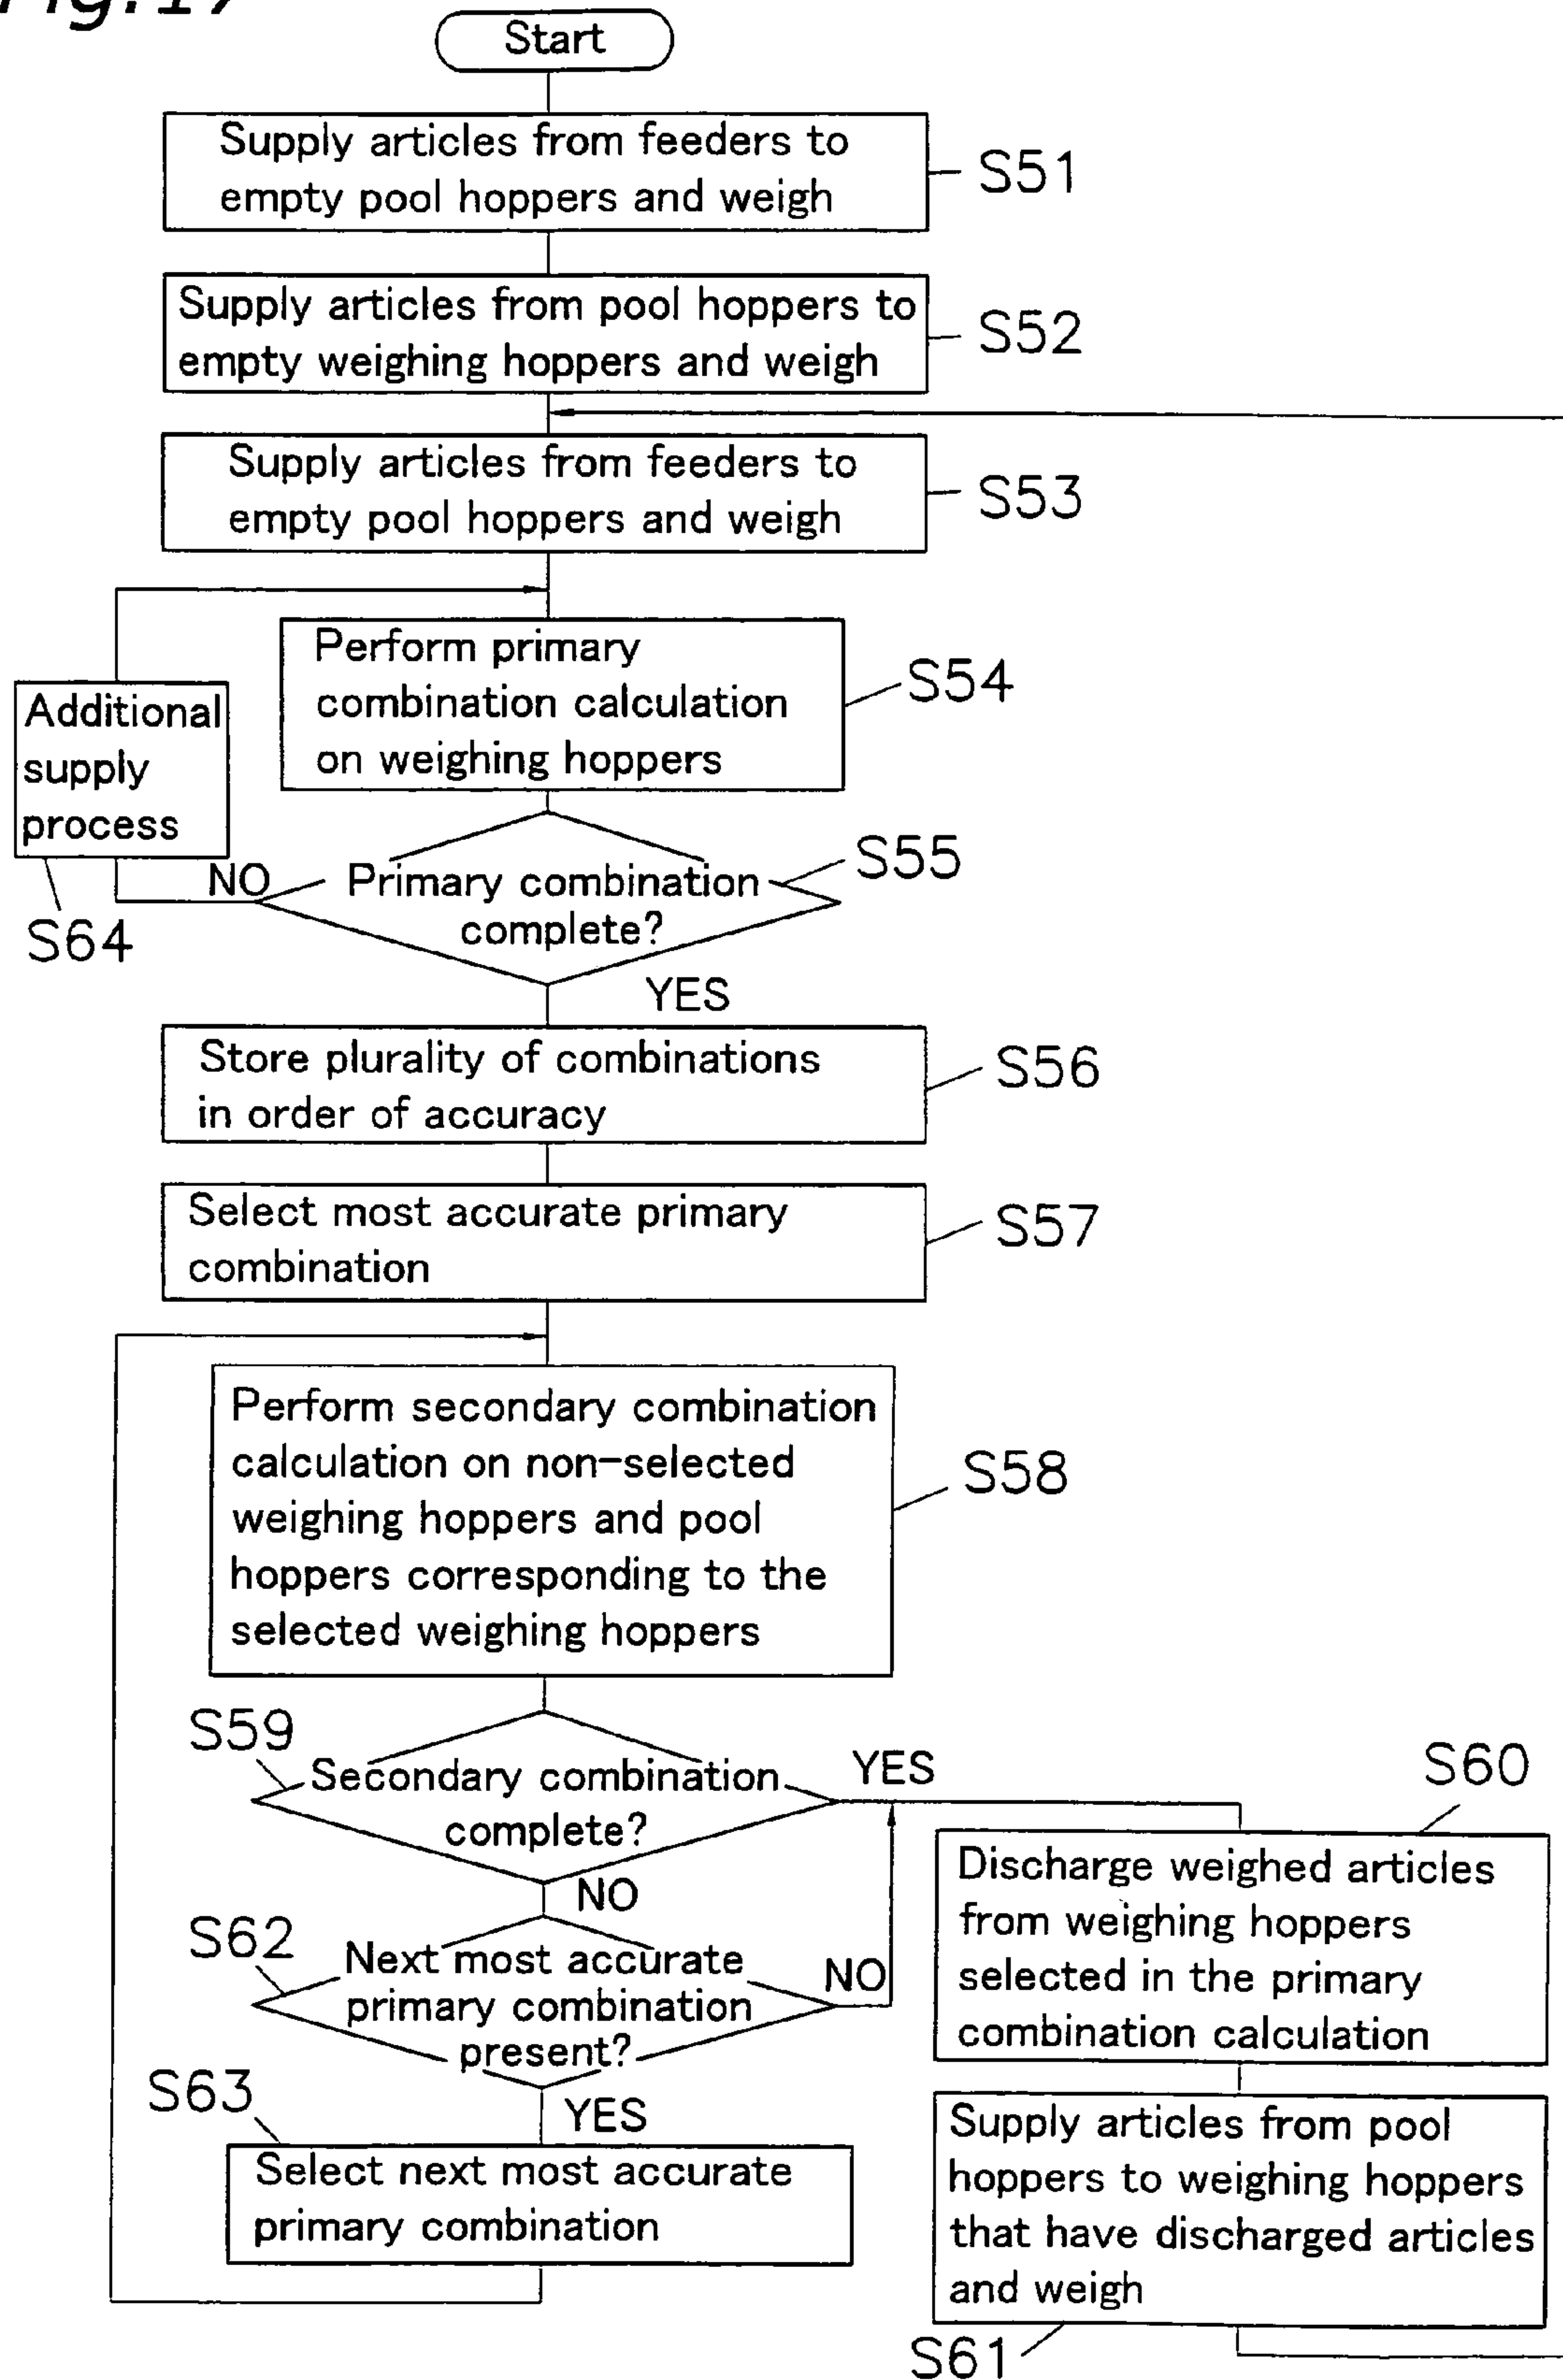 Fig.17
Start
Supply articles from feeders to
empty pool hoppers and weigh
S51
Supply articles from pool hoppers to
empty weighing hoppers and weigh
S52
Supply articles from feeders to
empty pool hoppers and weigh
S53
Perform primary
combination calculation
on weighing hoppers
S54
Additional
supply
process
S64
NO
Primary combination
complete?
S55
YES
Store plurality of combinations
in order of accuracy
S56
Select most accurate primary
combination
S57
Perform secondary combination
calculation on non-selected
weighing hoppers and pool
hoppers corresponding to the
selected weighing hoppers
S58
S59
Secondary combination
complete?
YES
NO
S62
Next most accurate
primary combination
present?
NO
YES
S63
Select next most accurate
primary combination
S60
Discharge weighed articles
from weighing hoppers
selected in the primary
combination calculation
Supply articles from pool
hoppers to weighing hoppers
that have discharged articles
and weigh
S61